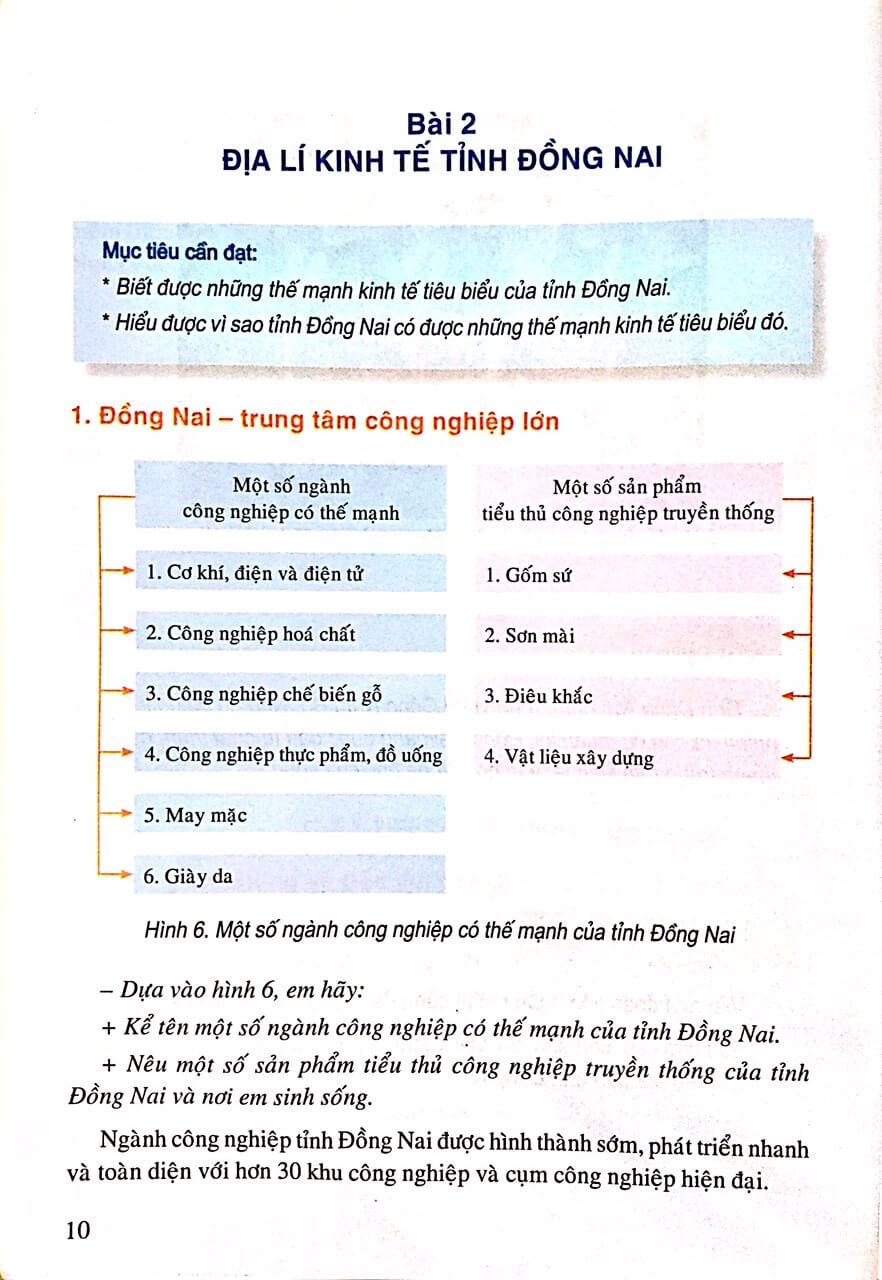 Bài 2
ĐỊA LÍ KINH TẾ TỈNH ĐỒNG NAI
Mục tiêu cần đạt:
* Biết được những thế mạnh kinh tế tiêu biểu của tỉnh Đồng Nai.
* Hiểu được vì sao tỉnh Đồng Nai có được những thế mạnh kinh tế tiêu biểu đó.
1. Đồng Nai – trung tâm công nghiệp lớn
Một số ngành
công nghiệp có thế mạnh
1. Cơ khí, điện và điện tử
2. Công nghiệp hoá chất
3. Công nghiệp chế biến gỗ
4. Công nghiệp thực phẩm, đồ uống
5. May mặc
6. Giày da
Một số sản phẩm
tiểu thủ công nghiệp truyền thống
1. Gốm sứ
2. Sơn mài
3. Điêu khắc
4. Vật liệu xây dựng
Hình 6. Một số ngành công nghiệp có thế mạnh của tỉnh Đồng Nai
– Dựa vào hình 6, em hãy:
+ Kể tên một số ngành công nghiệp có thế mạnh của tỉnh Đồng Nai.
+ Nêu một số sản phẩm tiểu thủ công nghiệp truyền thống của tỉnh
Đồng Nai và nơi em sinh sống.
Ngành công nghiệp tỉnh Đồng Nai được hình thành sớm, phát triển nhanh
và toàn diện với hơn 30 khu công nghiệp và cụm công nghiệp hiện đại.
10